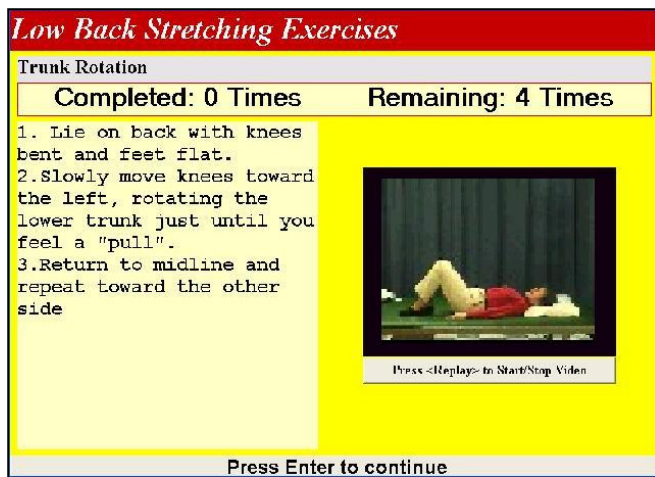 Low Back Stretching Exercises
Trunk Rotation
Completed: 0 Times Remaining: 4 Times
1. Lie on back with knees
bent and feet flat.
2.Slowly move knees toward
the left, rotating the
lower trunk just until you
feel a "pull".
3.Return to midline and
repeat toward the other
side
Press <Replay> to Start/Stop Video
Press Enter to continue